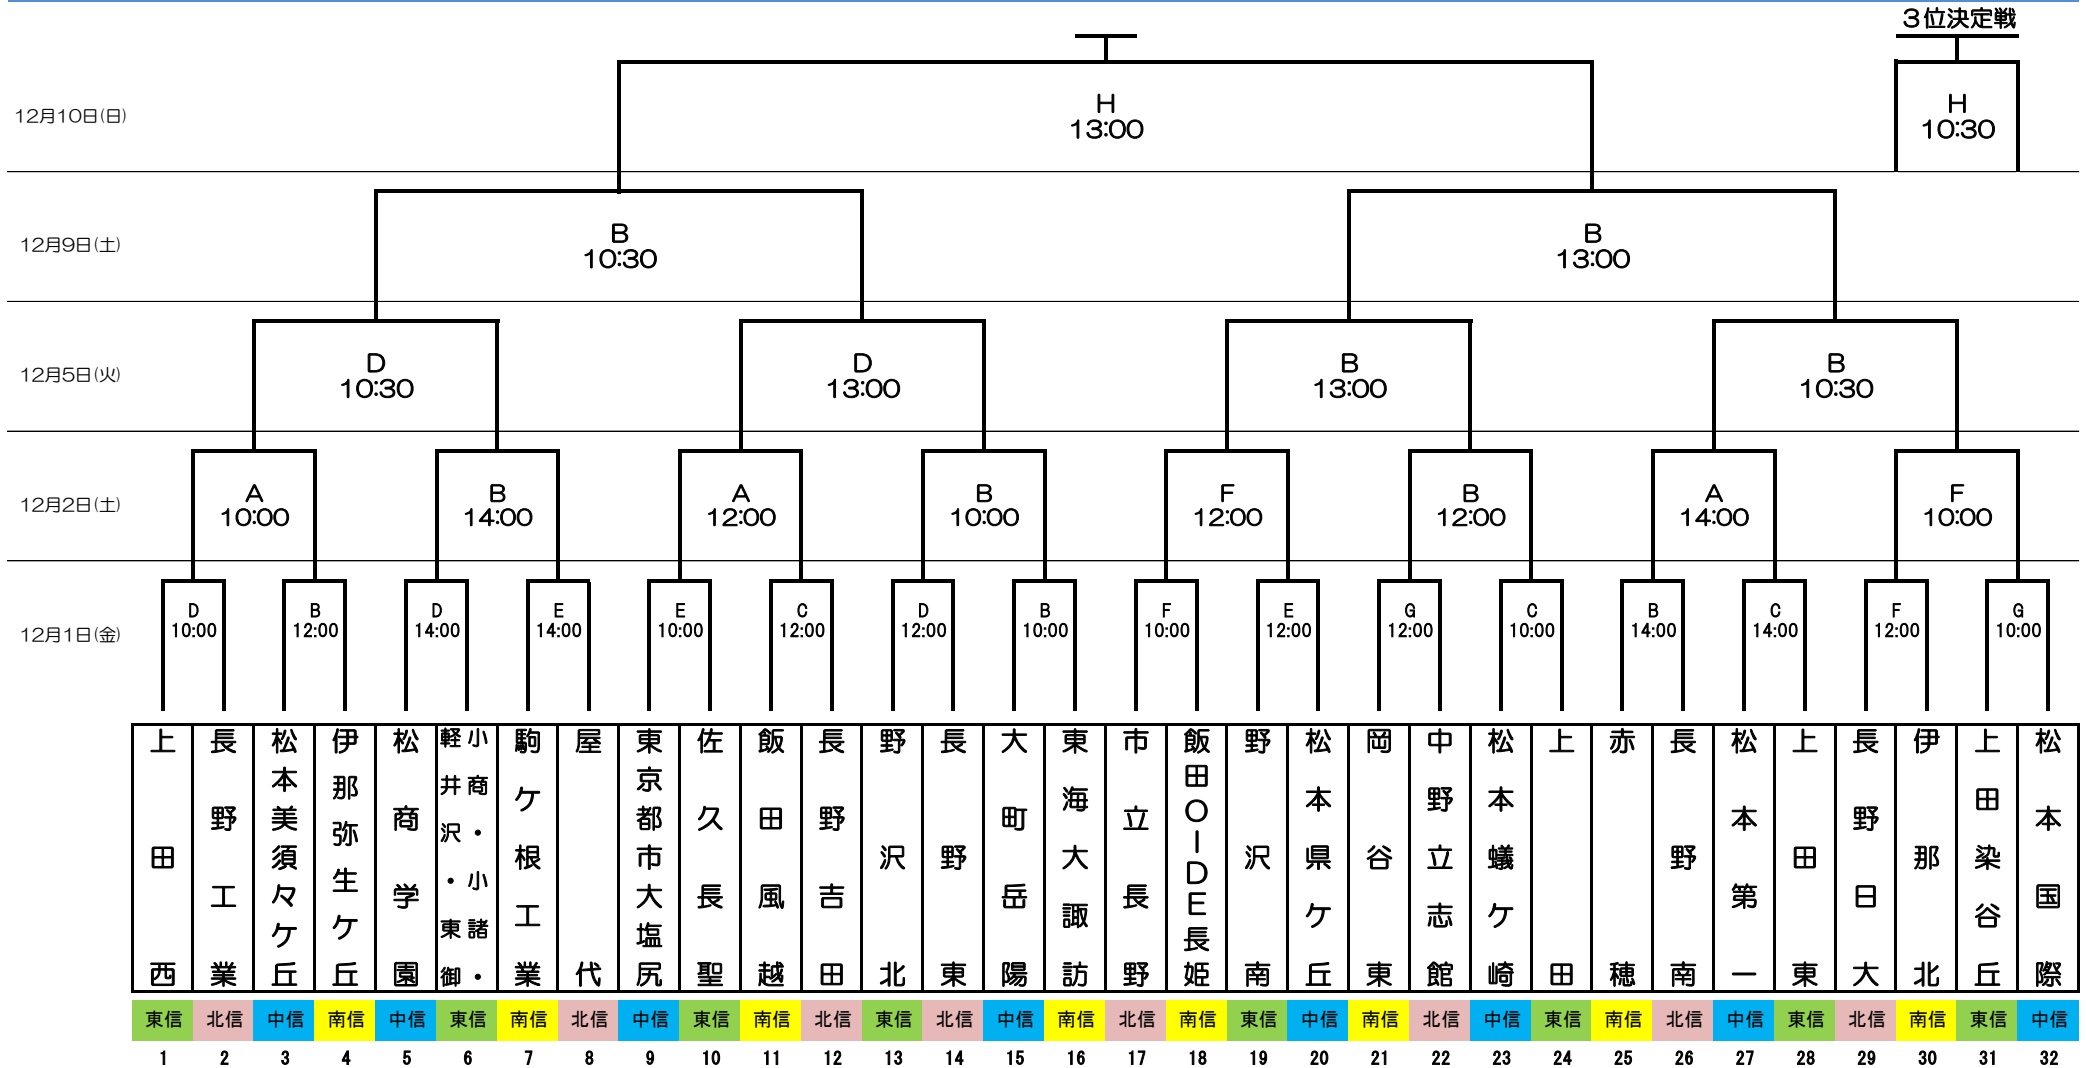 3位決定戦
12月10日(日)
H
13:00
H
10:30
12月9日(土)
B
10:30
B
13:00
12月5日(火)
D
10:30
D
13:00
B
13:00
B
10:30
12月2日(土)
A
10:00
B
14:00
A
12:00
B
10:00
F
12:00
B
12:00
A
14:00
F
10:00
12月1日(金)
D
10:00
B
12:00
D
14:00
E
14:00
E
10:00
C
12:00
D
12:00
B
10:00
F
10:00
E
12:00
G
12:00
C
10:00
B
14:00
C
14:00
F
12:00
G
10:00
上田西
長野工業
松本美須々ケ丘
伊那弥生ケ丘
松商学園
小商・小諸・
軽井沢・東御
駒ケ根工業
屋代
東京都市大塩尻
佐久長聖
飯田風越
長野吉田
野沢北
長野東
大町岳陽
東海大諏訪
市立長野
飯田OIDE長姫
野沢南
松本県ケ丘
岡谷東
中野立志館
松本蟻ケ崎
上田
赤穂
長野南
松本第一
上田東
長野日大
伊那北
上田染谷丘
松本国際
東信 北信 中信 南信 中信 東信 南信 北信 中信 東信 南信 北信 東信 北信 中信 南信 北信 南信 東信 中信 南信 北信 中信 東信 南信 北信 中信 東信 北信 南信 東信 中信
1 2 3 4 5 6 7 8 9 10 11 12 13 14 15 16 17 18 19 20 21 22 23 24 25 26 27 28 29 30 31 32